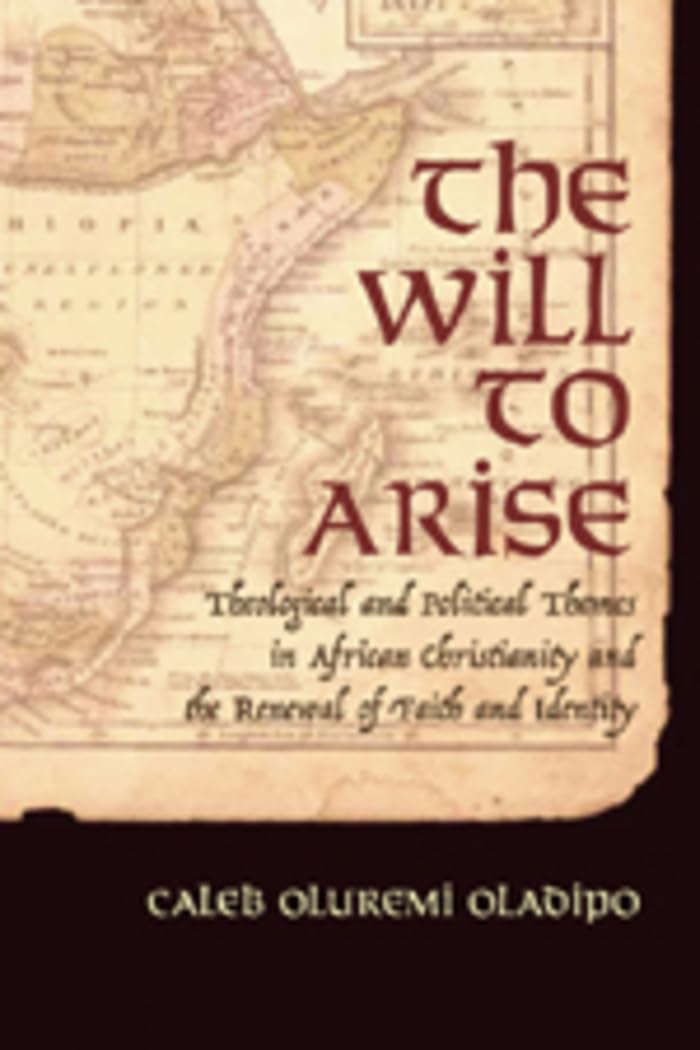 The
Will
To
Arise
Theological and Political Themes
in African Christianity and
the Renewal of Faith and Identity
Caleb Oluremi Oladipo